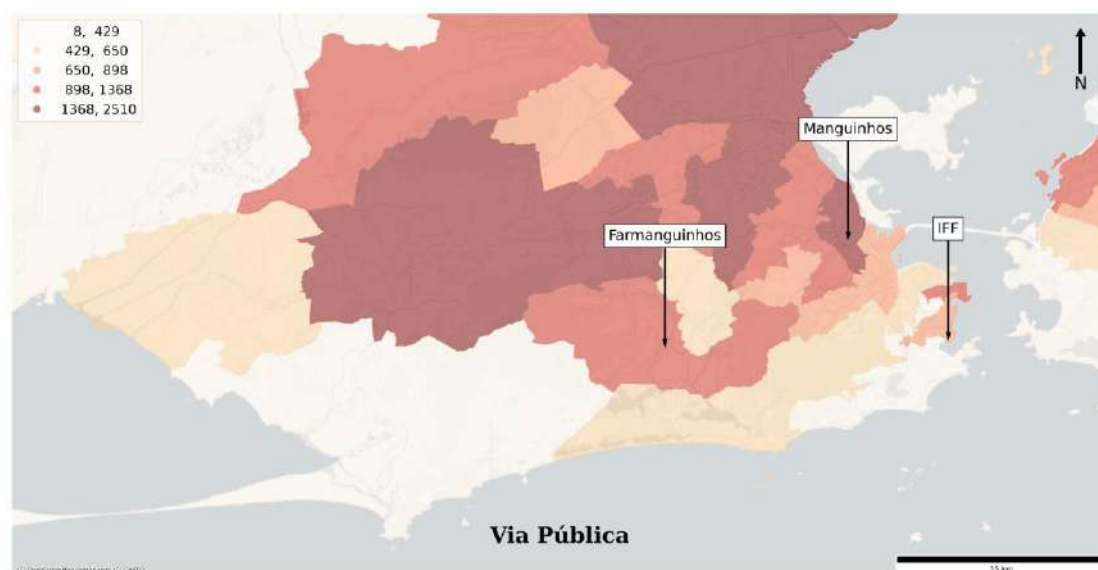 8, 429
429, 650
650, 898
898, 1368
1368, 2510
N
Manguinhos
IFF
Farmanguinhos
Via Pública